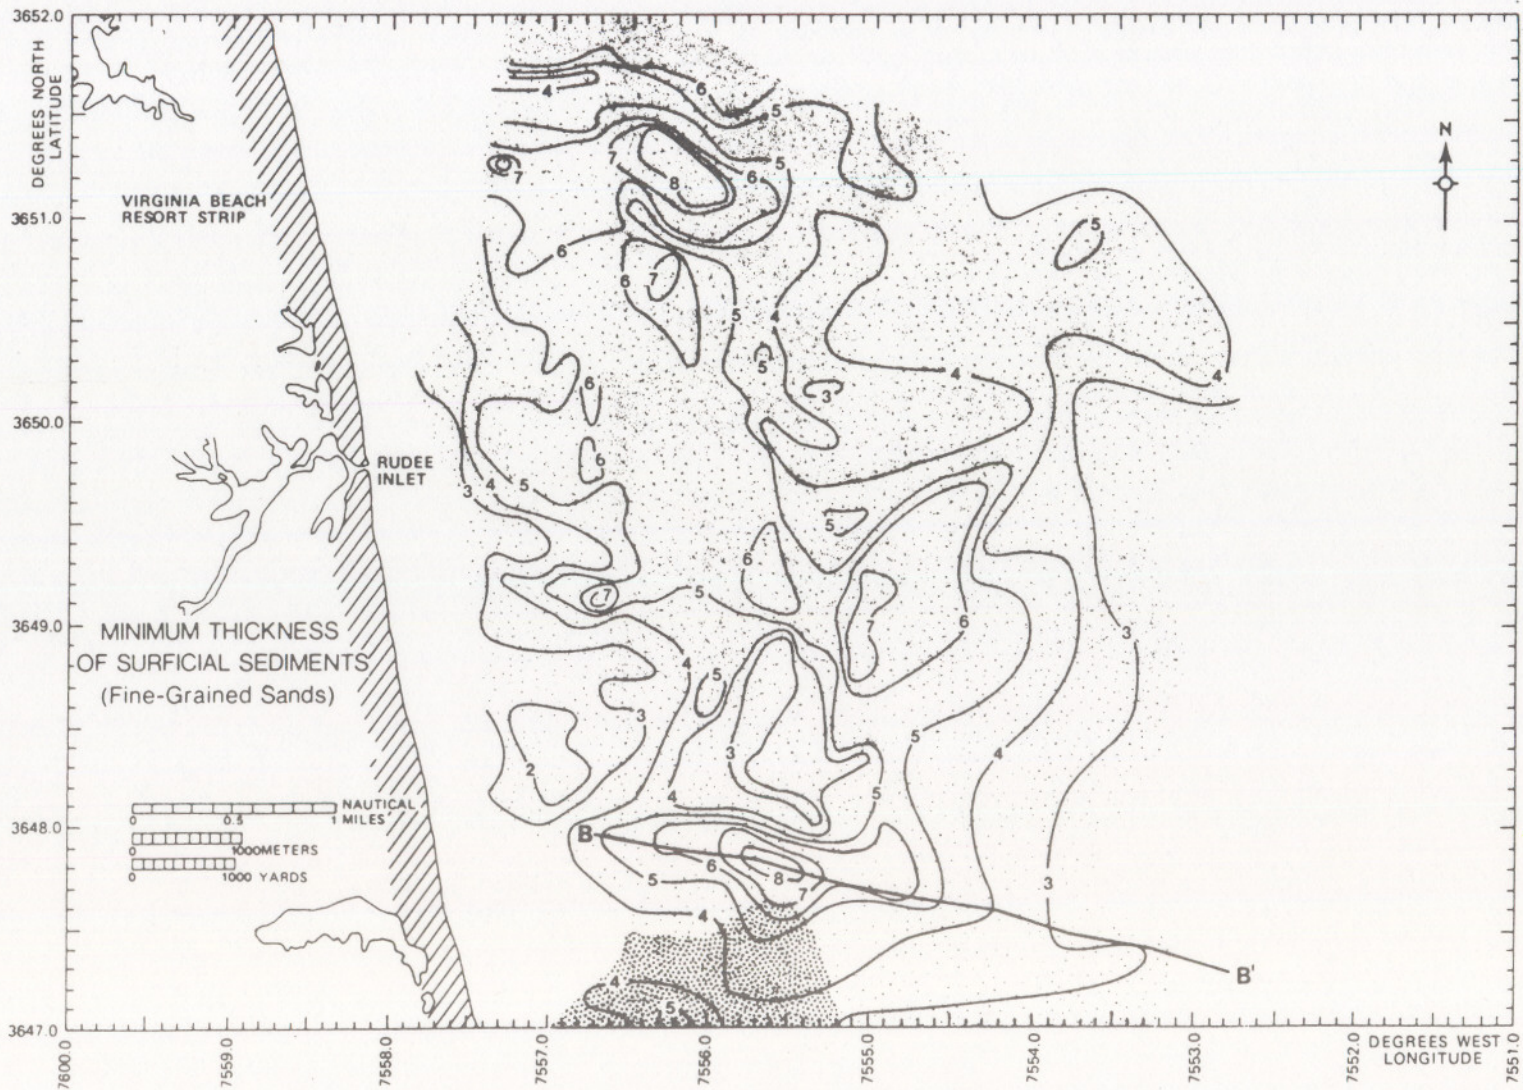 3652.0
DEGREES NORTH
LATITUDE
6
4
6
5
7
8
5
6
7
N
VIRGINIA BEACH
RESORT STRIP
3651.0
6
5
6
7
5
4
5
4
4
6
3
3650.0
6
RUDEE
INLET
3
4
5
5
6
7
5
6
7
3649.0
3
MINIMUM THICKNESS
OF SURFICIAL SEDIMENTS
(Fine-Grained Sands)
4
5
3
5
3
4
2
4
5
NAUTICAL
MILES
0 0.5 1
3648.0
B
0 1000METERS
6
8
7
5
3
0 1000 YARDS
4
B'
4
5
3647.0
7600.0 7559.0 7558.0 7557.0 7556.0 7555.0 7554.0 7553.0 7552.0 7551.0
DEGREES WEST
LONGITUDE